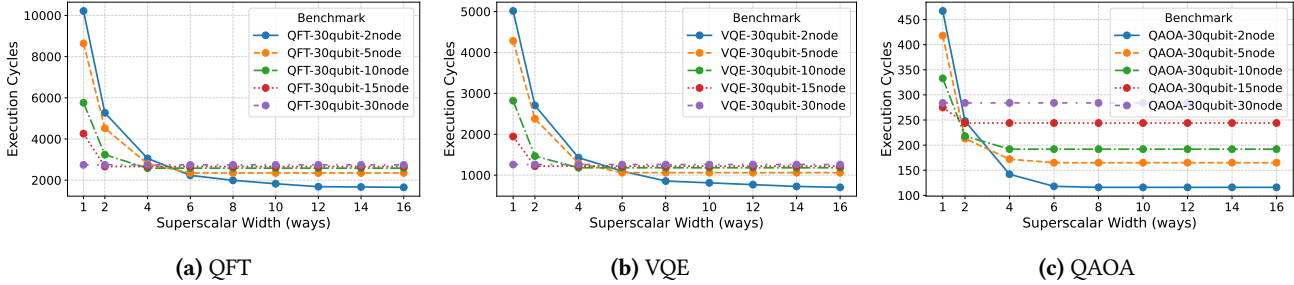 Execution Cycles
10000
8000
6000
4000
2000
1 2 4 6 8 10 12 14 16
Superscalar Width (ways)
Benchmark
QFT-30qubit-2node
QFT-30qubit-5node
QFT-30qubit-10node
QFT-30qubit-15node
QFT-30qubit-30node
(a) QFT
Execution Cycles
5000
4000
3000
2000
1000
1 2 4 6 8 10 12 14 16
Superscalar Width (ways)
Benchmark
VQE-30qubit-2node
VQE-30qubit-5node
VQE-30qubit-10node
VQE-30qubit-15node
VQE-30qubit-30node
(b) VQE
Execution Cycles
450
400
350
300
250
200
150
100
1 2 4 6 8 10 12 14 16
Superscalar Width (ways)
Benchmark
QAOA-30qubit-2node
QAOA-30qubit-5node
QAOA-30qubit-10node
QAOA-30qubit-15node
QAOA-30qubit-30node
(c) QAOA